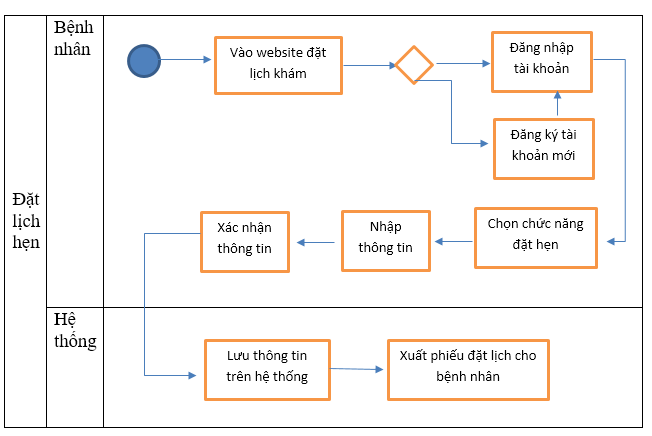 Đặt
lịch
hẹn
Bệnh
nhân
Vào website đặt
lịch khám
Đăng nhập
tài khoản
Đăng ký tài
khoản mới
Chọn chức năng
đặt hẹn
Nhập
thông tin
Xác nhận
thông tin
Hệ
thống
Lưu thông tin
trên hệ thống
Xuất phiếu đặt lịch cho
bệnh nhân